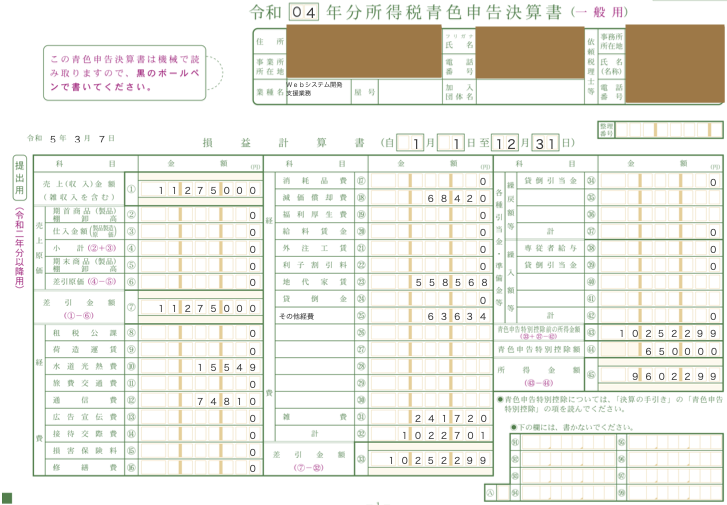 令和 04 年分所得税青色申告決算書（一般用）
この青色申告決算書は機械で読
み取りますので、黒のボールペ
ンで書いてください。
住所
フリガナ
氏名
事業所所在地
電話番号
業種名 Webシステム開発支援業務
屋号
加入団体名
依頼税理士等
事務所所在地
氏名(名称)
電話番号
整理番号
令和 5 年 3 月 7 日
損益計算書（自 1 月 1 日至 12 月 31 日）
提出用
（令和二年分以降用）
科目 金額 (円)
売上(収入)金額(雑収入を含む) ① 11275000
売上原価
期首商品(製品)棚卸高 ② 0
仕入金額(製品製造原価) ③ 0
小計(②+③) ④ 0
期末商品(製品)棚卸高 ⑤ 0
差引原価(④-⑤) ⑥ 0
差引金額(①-⑥) ⑦ 11275000
経費
租税公課 ⑧ 0
荷造運賃 ⑨ 0
水道光熱費 ⑩ 15549
旅費交通費 ⑪ 0
通信費 ⑫ 74810
広告宣伝費 ⑬ 0
接待交際費 ⑭ 0
損害保険料 ⑮ 0
修繕費 ⑯ 0
科目 金額 (円)
経費
消耗品費 ⑰ 0
減価償却費 ⑱ 68420
福利厚生費 ⑲ 0
給料賃金 ⑳ 0
外注工賃 ㉑ 0
利子割引料 ㉒ 0
地代家賃 ㉓ 558568
貸倒金 ㉔ 0
その他経費 ㉕ 63634
㉖
㉗
㉘
㉙
㉚
雑費 ㉛ 241720
計 ㉜ 1022701
差引金額(⑦-㉜) ㉝ 10252299
科目 金額 (円)
各種引当金・準備金等
繰戻額等
貸倒引当金 ㉞ 0
㉟
㊱
計 ㊲ 0
繰入額等
専従者給与 ㊳ 0
貸倒引当金 ㊴ 0
㊵
㊶
計 ㊷ 0
青色申告特別控除前の所得金額(㉝+㊲-㊷) ㊸ 10252299
青色申告特別控除額 ㊹ 650000
所得金額(㊸-㊹) ㊺ 9602299
●青色申告特別控除については、「決算の手引き」の「青色申告
特別控除」の項を読んでください。
●下の欄には、書かないでください。
91 95
92 96
93 97
Ⓐ 94 99